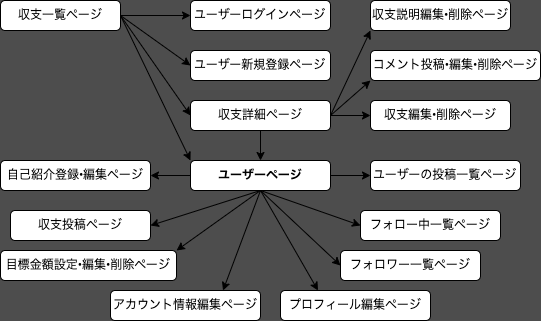 収支一覧ページ
ユーザーログインページ
収支説明編集・削除ページ
ユーザー新規登録ページ
コメント投稿・編集・削除ページ
収支詳細ページ
収支編集・削除ページ
自己紹介登録・編集ページ
ユーザーページ
ユーザーの投稿一覧ページ
収支投稿ページ
フォロー中一覧ページ
目標金額設定・編集・削除ページ
フォロワー一覧ページ
アカウント情報編集ページ
プロフィール編集ページ